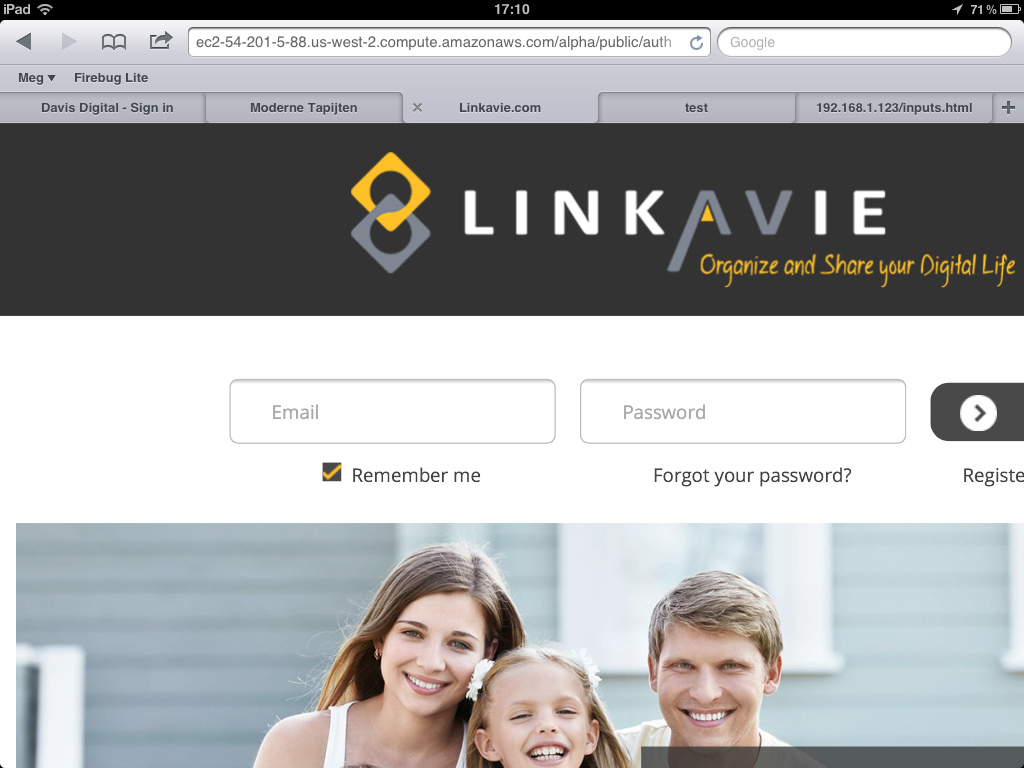 iPad 17:10 71%
ec2-54-201-5-88.us-west-2.compute.amazonaws.com/alpha/public/auth Google
Meg ▾ Firebug Lite
Davis Digital - Sign in Moderne Tapijten Linkavie.com test 192.168.1.123/inputs.html
LINKAVIE
Organize and Share your Digital Life
Email Password
Remember me Forgot your password? Registe